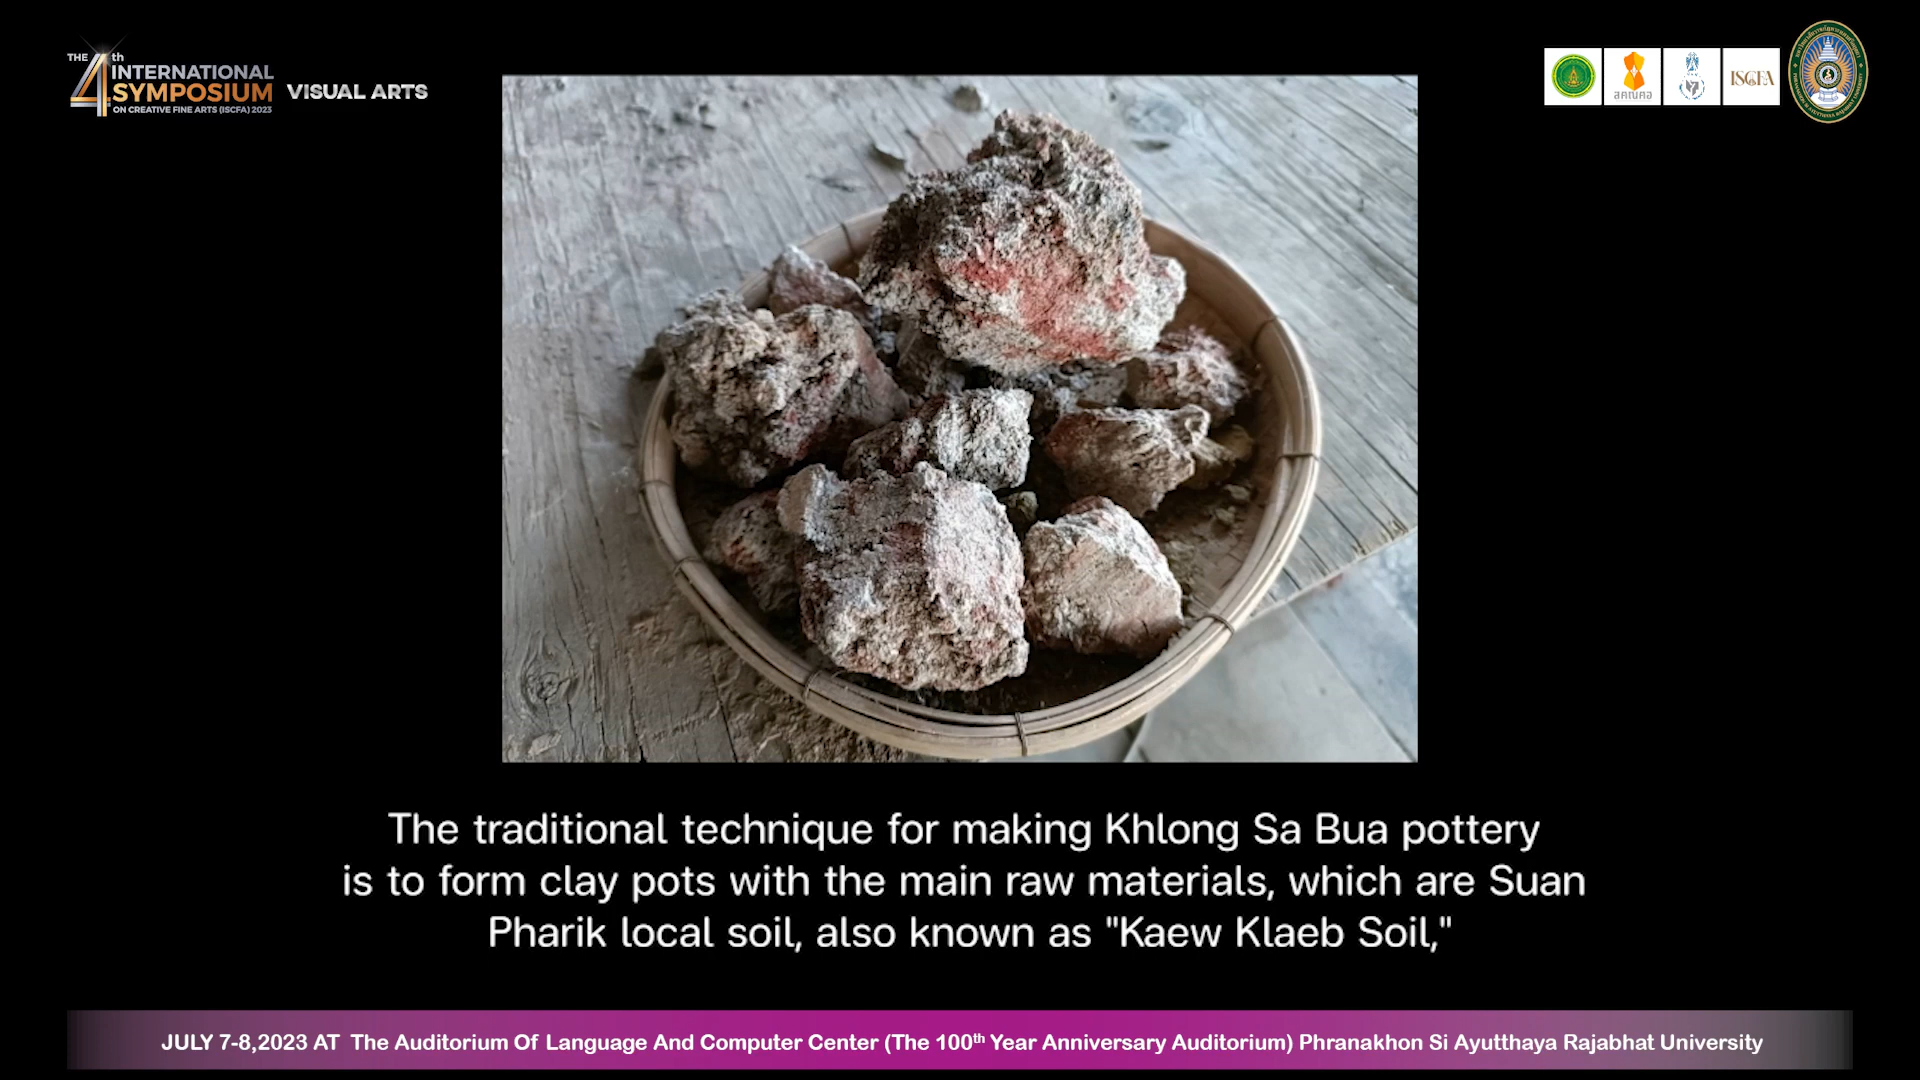 THE 4th
INTERNATIONAL
SYMPOSIUM
ON CREATIVE FINE ARTS (ISCFA) 2023
VISUAL ARTS
ISCFA
The traditional technique for making Khlong Sa Bua pottery
is to form clay pots with the main raw materials, which are Suan
Pharik local soil, also known as "Kaew Klaeb Soil,"
JULY 7-8,2023 AT The Auditorium Of Language And Computer Center (The 100th Year Anniversary Auditorium) Phranakhon Si Ayutthaya Rajabhat University